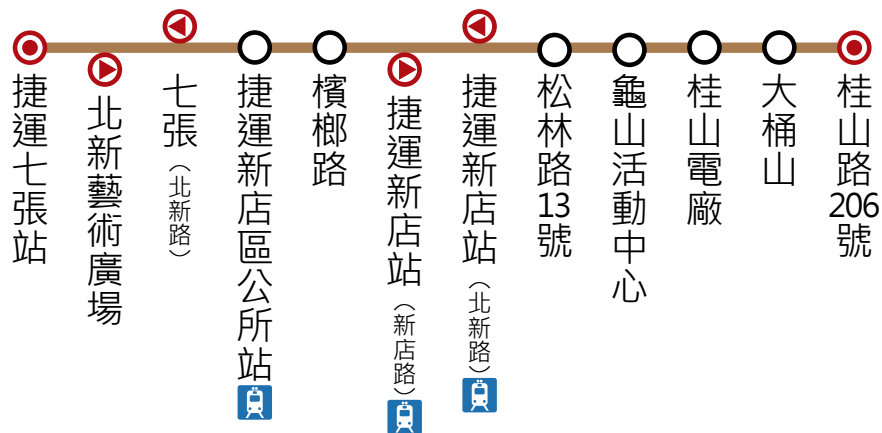 捷運七張站
北新藝術廣場
七張（北新路）
捷運新店區公所站
檳榔路
捷運新店站（新店路）
捷運新店站（北新路）
松林路13號
龜山活動中心
桂山電廠
大桶山
桂山路206號